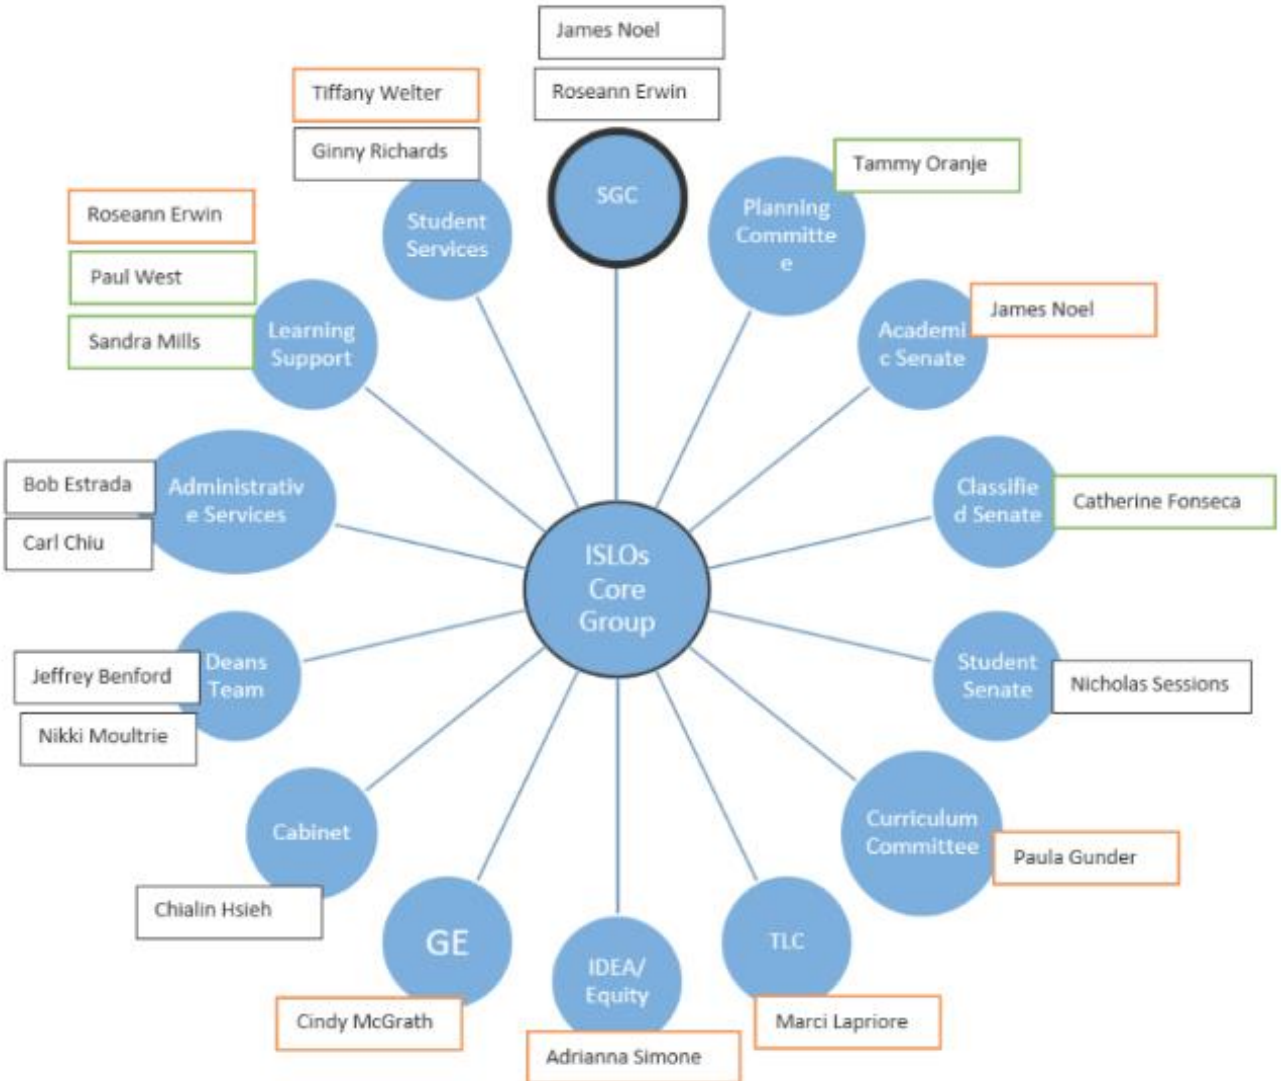 James Noel
Roseann Erwin
SGC
Tiffany Welter
Ginny Richards
Student
Services
Tammy Oranje
Planning
Committe
e
Roseann Erwin
Paul West
Sandra Mills
Learning
Support
James Noel
Academi
c Senate
Bob Estrada
Carl Chiu
Administrativ
e Services
Classifie
d Senate
Catherine Fonseca
ISLOs
Core
Group
Jeffrey Benford
Nikki Moultrie
Deans
Team
Student
Senate
Nicholas Sessions
Cabinet
Chialin Hsieh
Curriculum
Committee
Paula Gunder
GE
Cindy McGrath
IDEA/
Equity
Adrianna Simone
TLC
Marci Lapriore